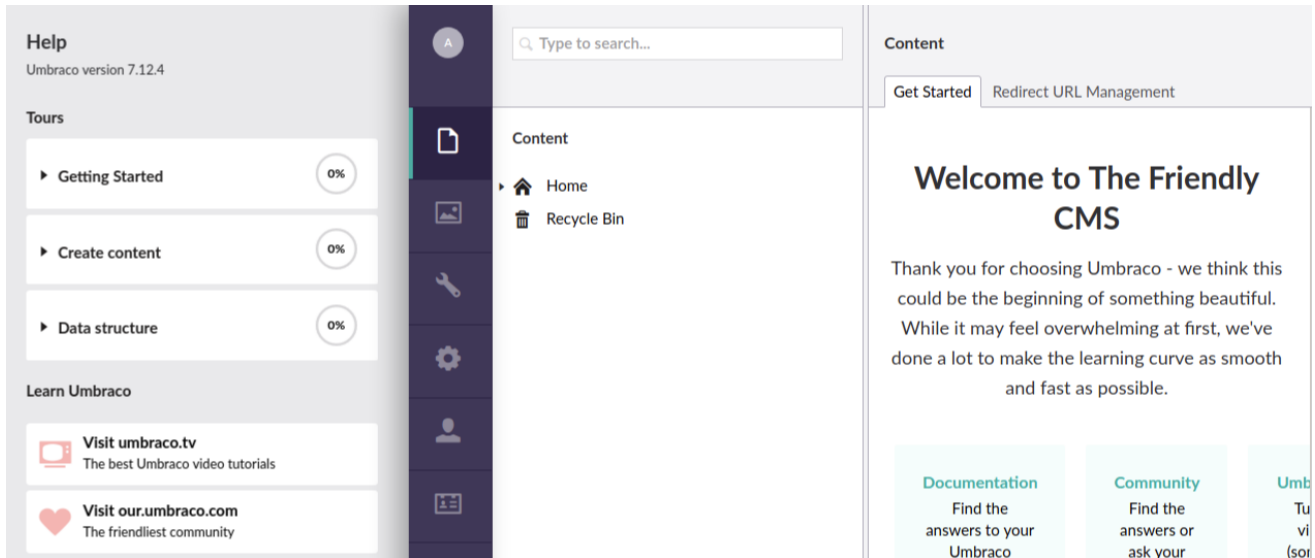 Help
Umbraco version 7.12.4
Tours
Getting Started
0%
Create content
0%
Data structure
0%
Learn Umbraco
Visit umbraco.tv
The best Umbraco video tutorials
Visit our.umbraco.com
The friendliest community
A
Type to search...
Content
Home
Recycle Bin
Content
Get Started
Redirect URL Management
Welcome to The Friendly
CMS
Thank you for choosing Umbraco - we think this
could be the beginning of something beautiful.
While it may feel overwhelming at first, we've
done a lot to make the learning curve as smooth
and fast as possible.
Documentation
Find the
answers to your
Umbraco
Community
Find the
answers or
ask your